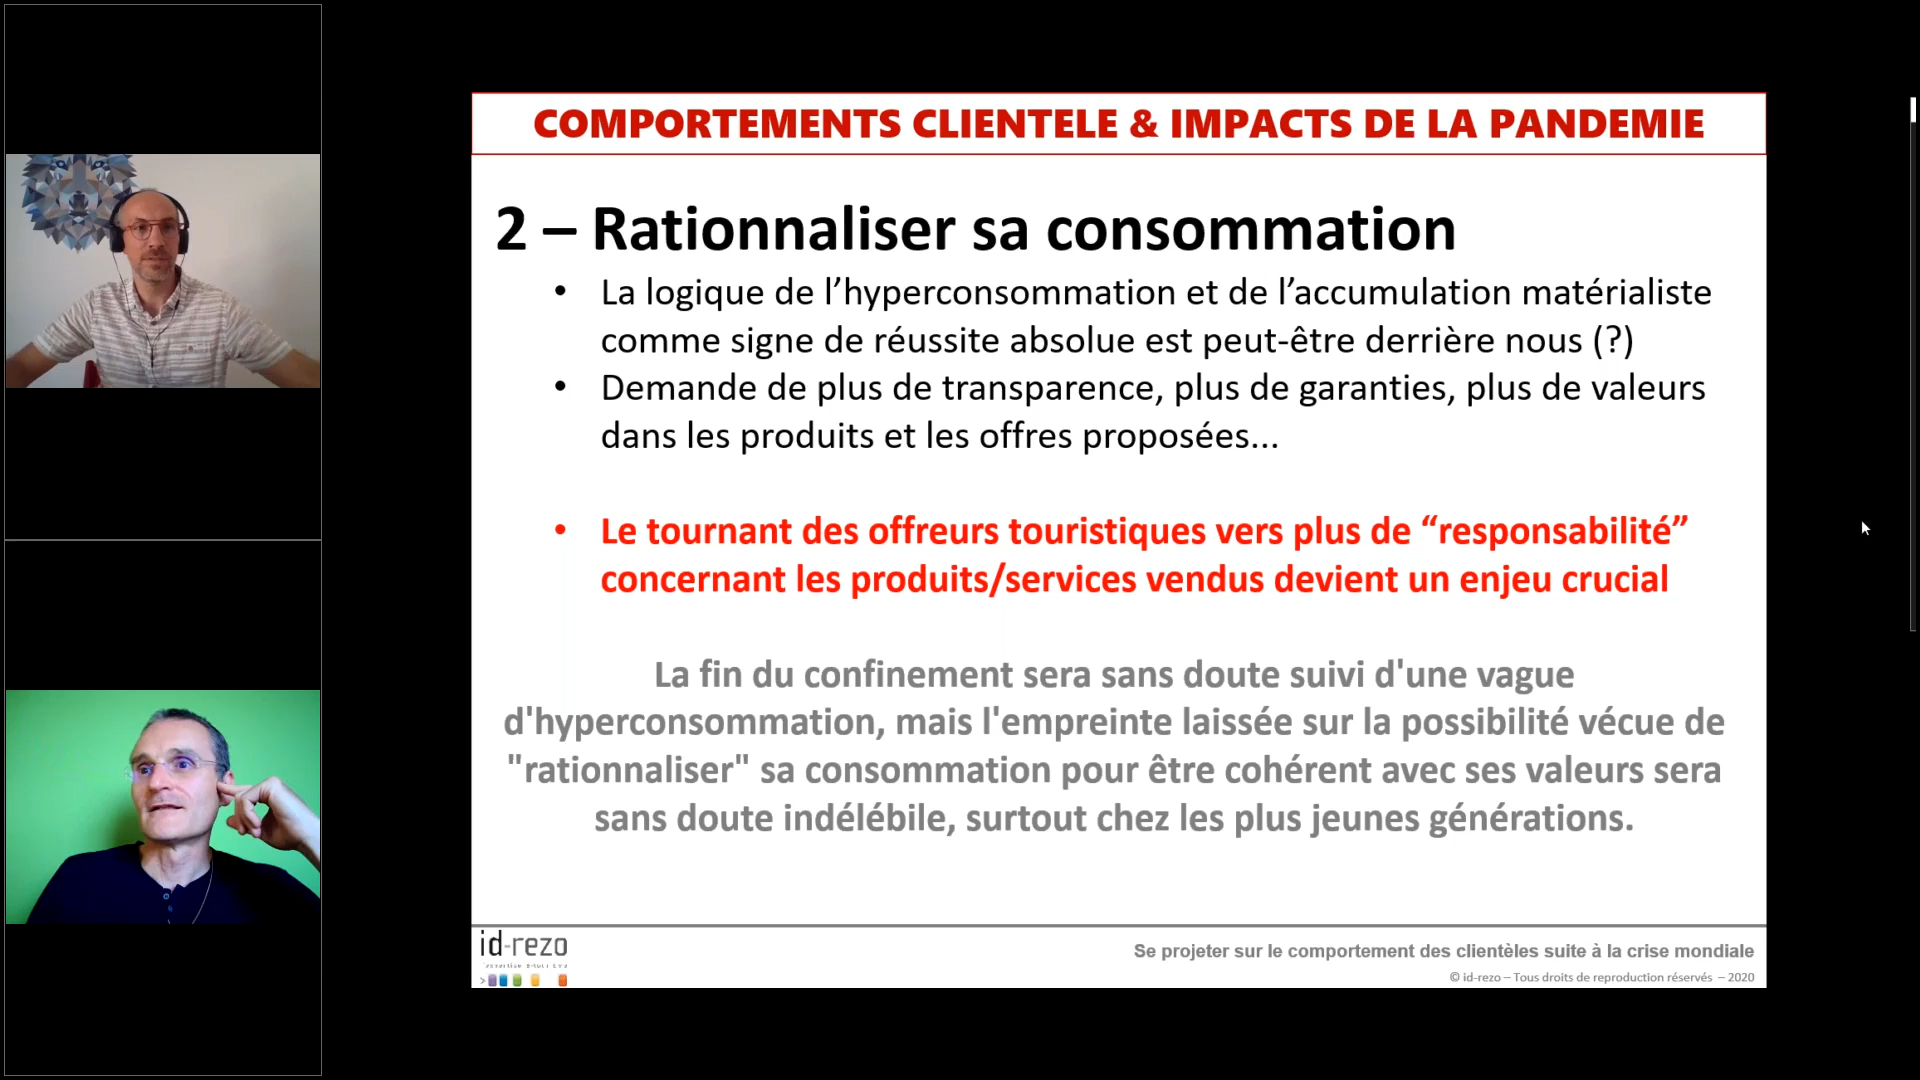 COMPORTEMENTS CLIENTELE & IMPACTS DE LA PANDEMIE
2 – Rationnaliser sa consommation
• La logique de l’hyperconsommation et de l’accumulation matérialiste
comme signe de réussite absolue est peut-être derrière nous (?)
• Demande de plus de transparence, plus de garanties, plus de valeurs
dans les produits et les offres proposées...
• Le tournant des offreurs touristiques vers plus de “responsabilité”
concernant les produits/services vendus devient un enjeu crucial
La fin du confinement sera sans doute suivi d'une vague
d'hyperconsommation, mais l'empreinte laissée sur la possibilité vécue de
"rationnaliser" sa consommation pour être cohérent avec ses valeurs sera
sans doute indélébile, surtout chez les plus jeunes générations.
id-rezo
Se projeter sur le comportement des clientèles suite à la crise mondiale
© id-rezo – Tous droits de reproduction réservés – 2020